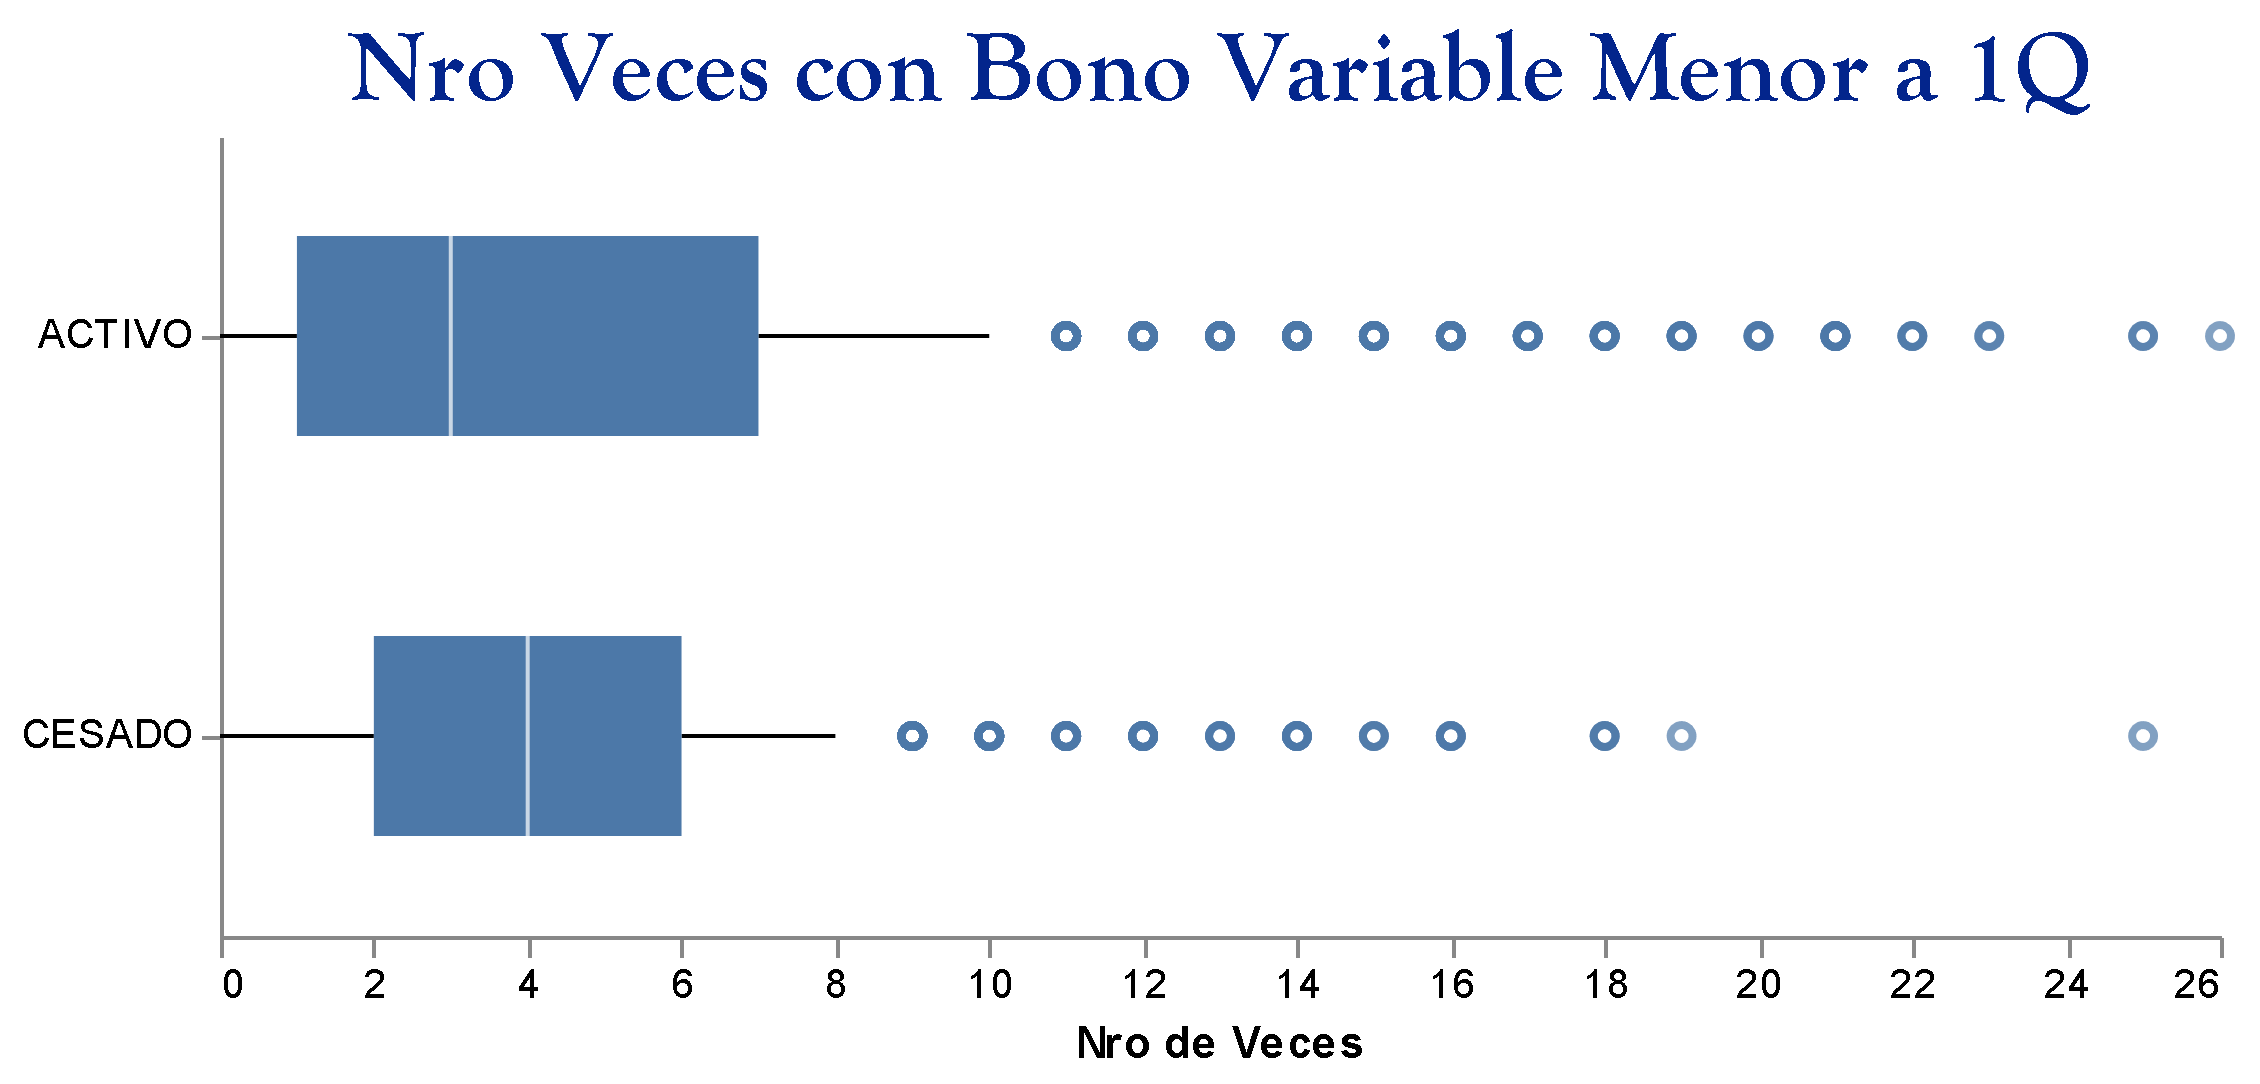 Nro Veces con Bono Variable Menor a 1Q
ACTIVO
CESADO
0 2 4 6 8 10 12 14 16 18 20 22 24 26
Nro de Veces